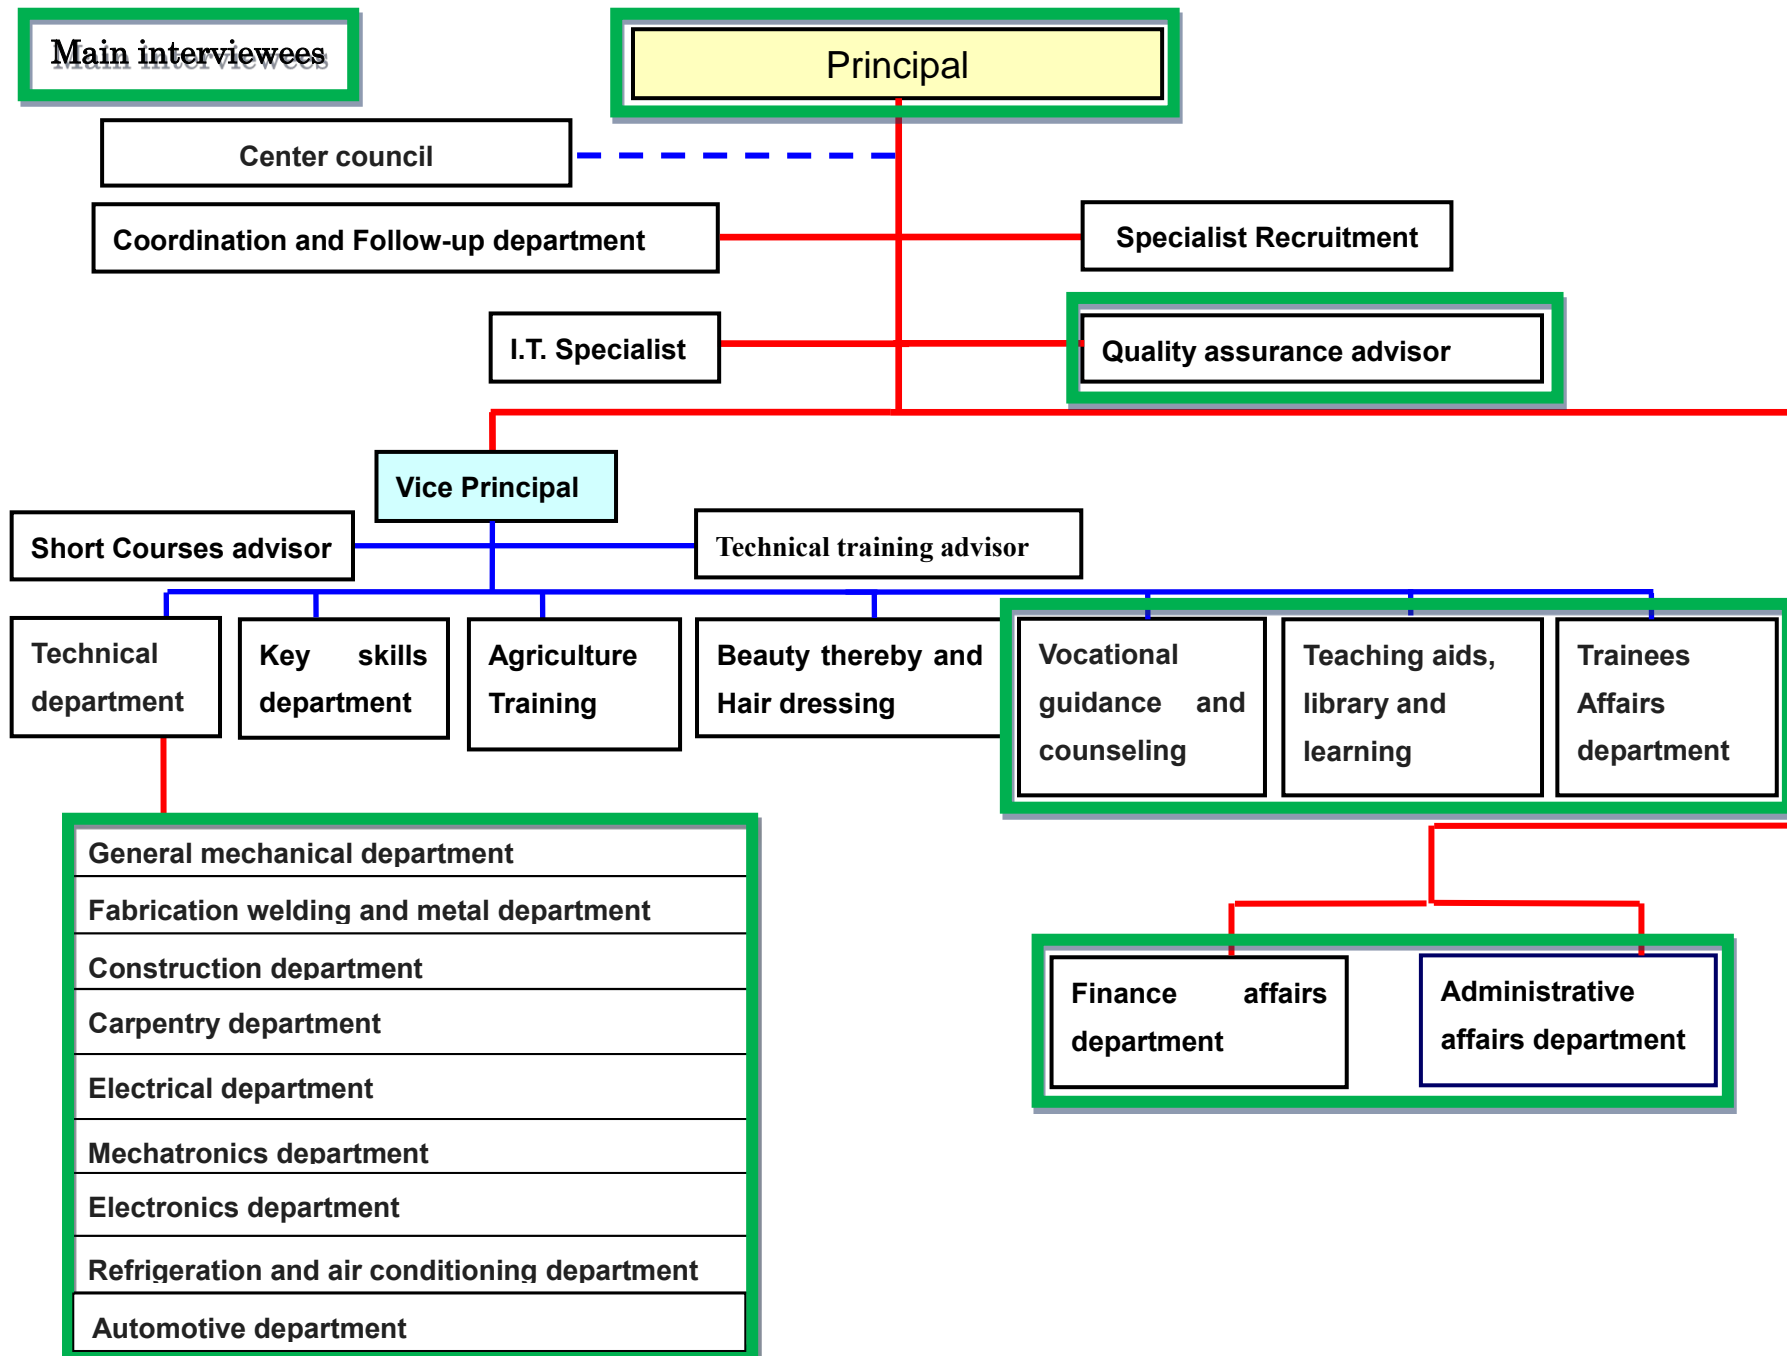 Main interviewees
Principal
Center council
Coordination and Follow-up department
Specialist Recruitment
I.T. Specialist
Quality assurance advisor
Vice Principal
Short Courses advisor
Technical training advisor
Technical
department
Key skills
department
Agriculture
Training
Beauty thereby and
Hair dressing
Vocational
guidance and
counseling
Teaching aids,
library and
learning
Trainees
Affairs
department
General mechanical department
Fabrication welding and metal department
Construction department
Carpentry department
Electrical department
Mechatronics department
Electronics department
Refrigeration and air conditioning department
Automotive department
Finance affairs
department
Administrative
affairs department